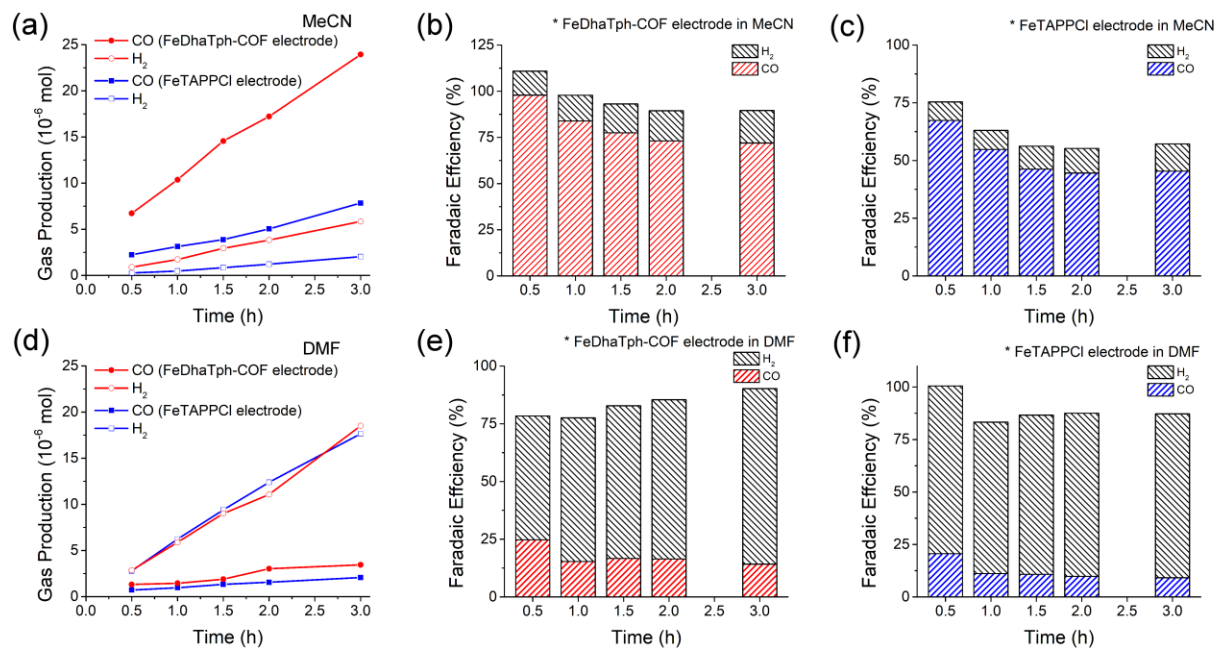 (a)
MeCN
CO (FeDhaTph-COF electrode)
H₂
CO (FeTAPPCl electrode)
H₂
Gas Production (10⁻⁶ mol)
25
20
15
10
5
0
0.0 0.5 1.0 1.5 2.0 2.5 3.0
Time (h)
(b)
* FeDhaTph-COF electrode in MeCN
H₂
CO
Faradaic Effciency (%)
125
100
75
50
25
0
0.5 1.0 1.5 2.0 2.5 3.0
Time (h)
(c)
* FeTAPPCl electrode in MeCN
H₂
CO
Faradaic Effciency (%)
100
75
50
25
0
0.5 1.0 1.5 2.0 2.5 3.0
Time (h)
(d)
DMF
CO (FeDhaTph-COF electrode)
H₂
CO (FeTAPPCl electrode)
H₂
Gas Production (10⁻⁶ mol)
25
20
15
10
5
0
0.0 0.5 1.0 1.5 2.0 2.5 3.0
Time (h)
(e)
* FeDhaTph-COF electrode in DMF
H₂
CO
Faradaic Effciency (%)
100
75
50
25
0
0.5 1.0 1.5 2.0 2.5 3.0
Time (h)
(f)
* FeTAPPCl electrode in DMF
H₂
CO
Faradaic Effciency (%)
100
75
50
25
0
0.5 1.0 1.5 2.0 2.5 3.0
Time (h)